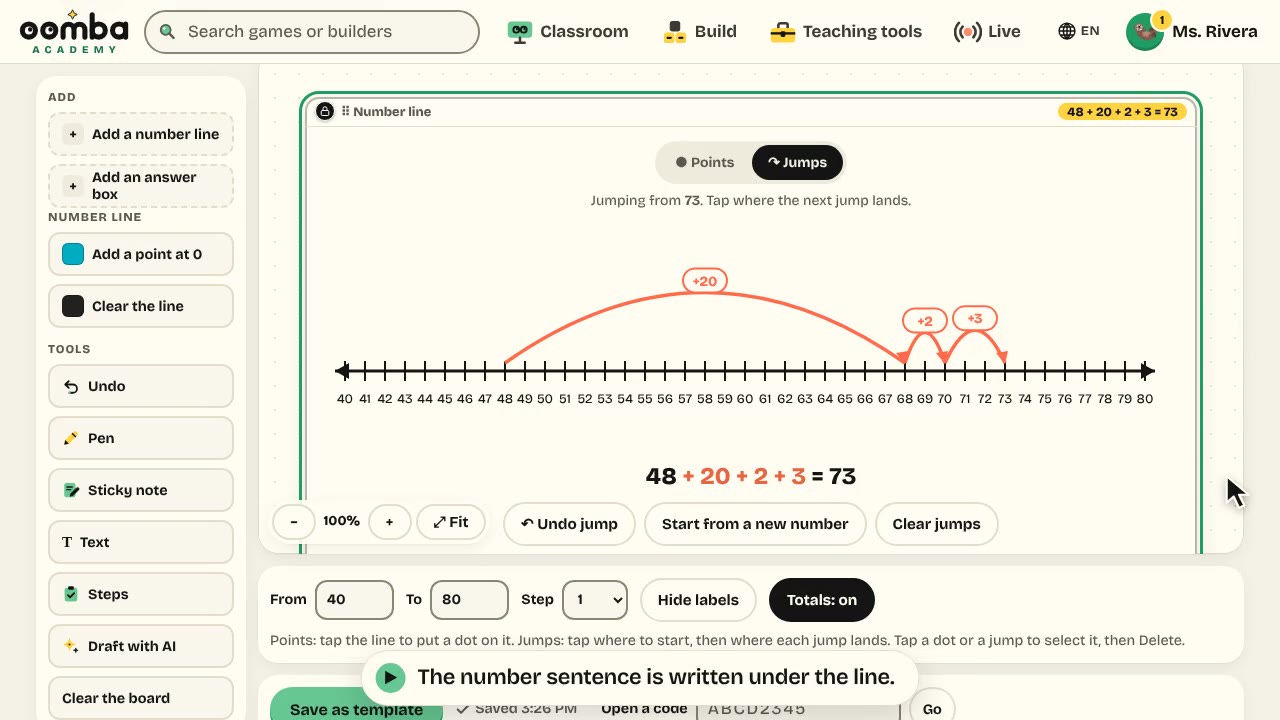 oomba
ACADEMY
Search games or builders
Classroom
Build
Teaching tools
Live
EN
1
Ms. Rivera
ADD
+ Add a number line
+ Add an answer
box
NUMBER LINE
Add a point at 0
Clear the line
TOOLS
Undo
Pen
Sticky note
T Text
Steps
Draft with AI
Clear the board
Number line
48 + 20 + 2 + 3 = 73
Points
↷ Jumps
Jumping from 73. Tap where the next jump lands.
+20
+2
+3
40 41 42 43 44 45 46 47 48 49 50 51 52 53 54 55 56 57 58 59 60 61 62 63 64 65 66 67 68 69 70 71 72 73 74 75 76 77 78 79 80
48 + 20 + 2 + 3 = 73
− 100% + ⤢ Fit
↶ Undo jump
Start from a new number
Clear jumps
From 40 To 80 Step 1 Hide labels Totals: on
Points: tap the line to put a dot on it. Jumps: tap where to start, then where each jump lands. Tap a dot or a jump to select it, then Delete.
The number sentence is written under the line.
Save as template
✓ Saved 3:26 PM
Open a code
ABCD2345
Go